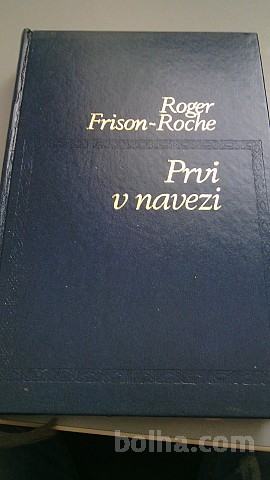 Roger
Frison-Roche
Prvi
v navezi
bolha.com